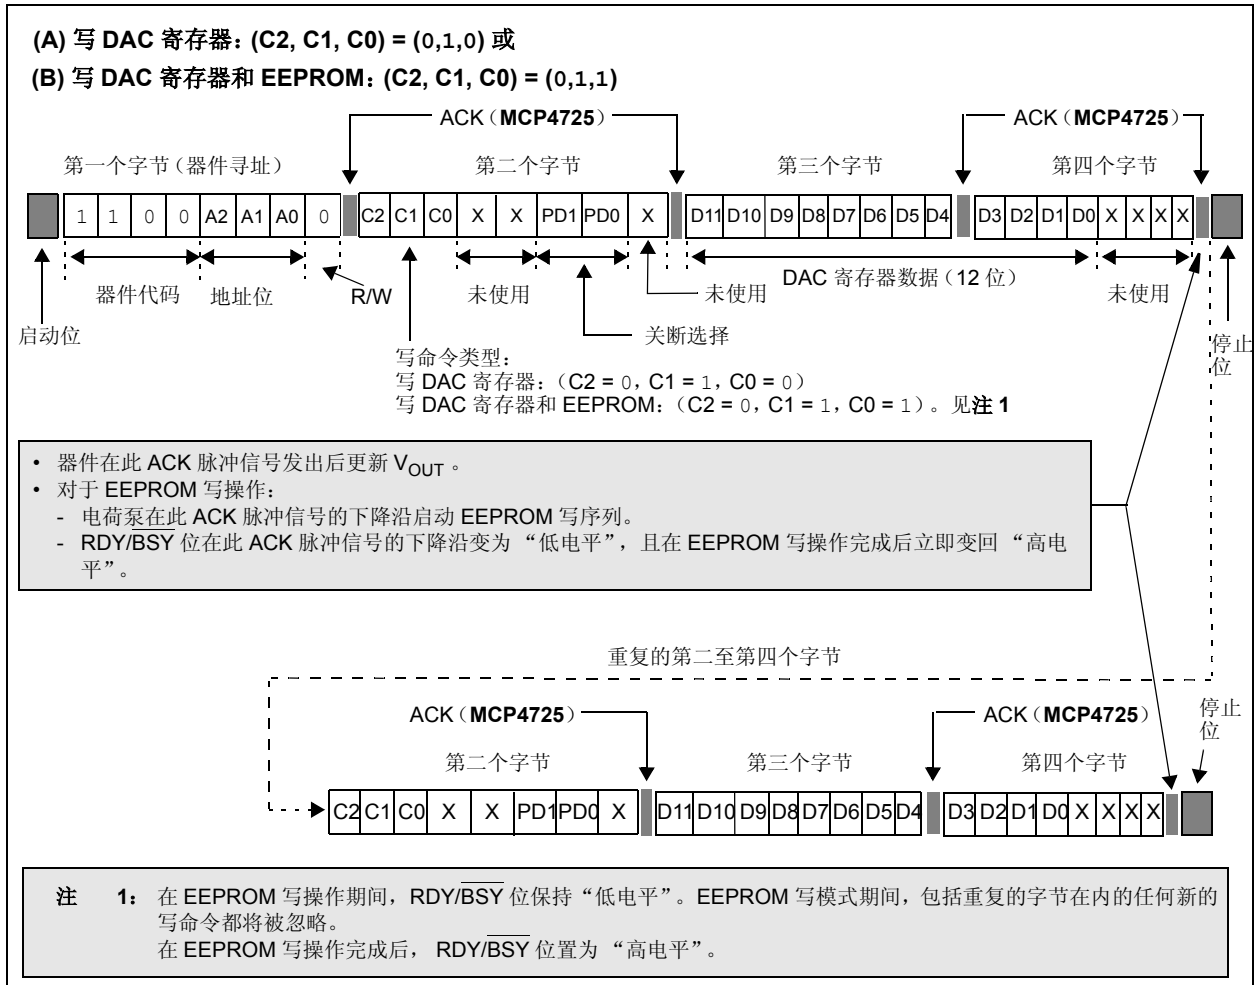 (A) 写 DAC 寄存器: (C2, C1, C0) = (0,1,0) 或
(B) 写 DAC 寄存器和 EEPROM: (C2, C1, C0) = (0,1,1)
ACK(MCP4725)
ACK(MCP4725)
第一个字节(器件寻址)
第二个字节
第三个字节
第四个字节
1 1 0 0 A2 A1 A0 0 C2 C1 C0 X X PD1 PD0 X D11 D10 D9 D8 D7 D6 D5 D4 D3 D2 D1 D0 X X X X
器件代码
地址位
R/W
未使用
未使用
DAC 寄存器数据(12 位)
未使用
启动位
关断选择
停止位
写命令类型:
写 DAC 寄存器:(C2 = 0, C1 = 1, C0 = 0)
写 DAC 寄存器和 EEPROM:(C2 = 0, C1 = 1, C0 = 1)。见注 1
• 器件在此 ACK 脉冲信号发出后更新 VOUT 。
• 对于 EEPROM 写操作:
- 电荷泵在此 ACK 脉冲信号的下降沿启动 EEPROM 写序列。
- RDY/BSY 位在此 ACK 脉冲信号的下降沿变为 “低电平”,且在 EEPROM 写操作完成后立即变回 “高电
平”。
重复的第二至第四个字节
ACK(MCP4725)
ACK(MCP4725)
停止
位
第二个字节
第三个字节
第四个字节
C2 C1 C0 X X PD1 PD0 X D11 D10 D9 D8 D7 D6 D5 D4 D3 D2 D1 D0 X X X X
注 1: 在 EEPROM 写操作期间,RDY/BSY 位保持“低电平”。EEPROM 写模式期间,包括重复的字节在内的任何新的
写命令都将被忽略。
在 EEPROM 写操作完成后, RDY/BSY 位置为 “高电平”。